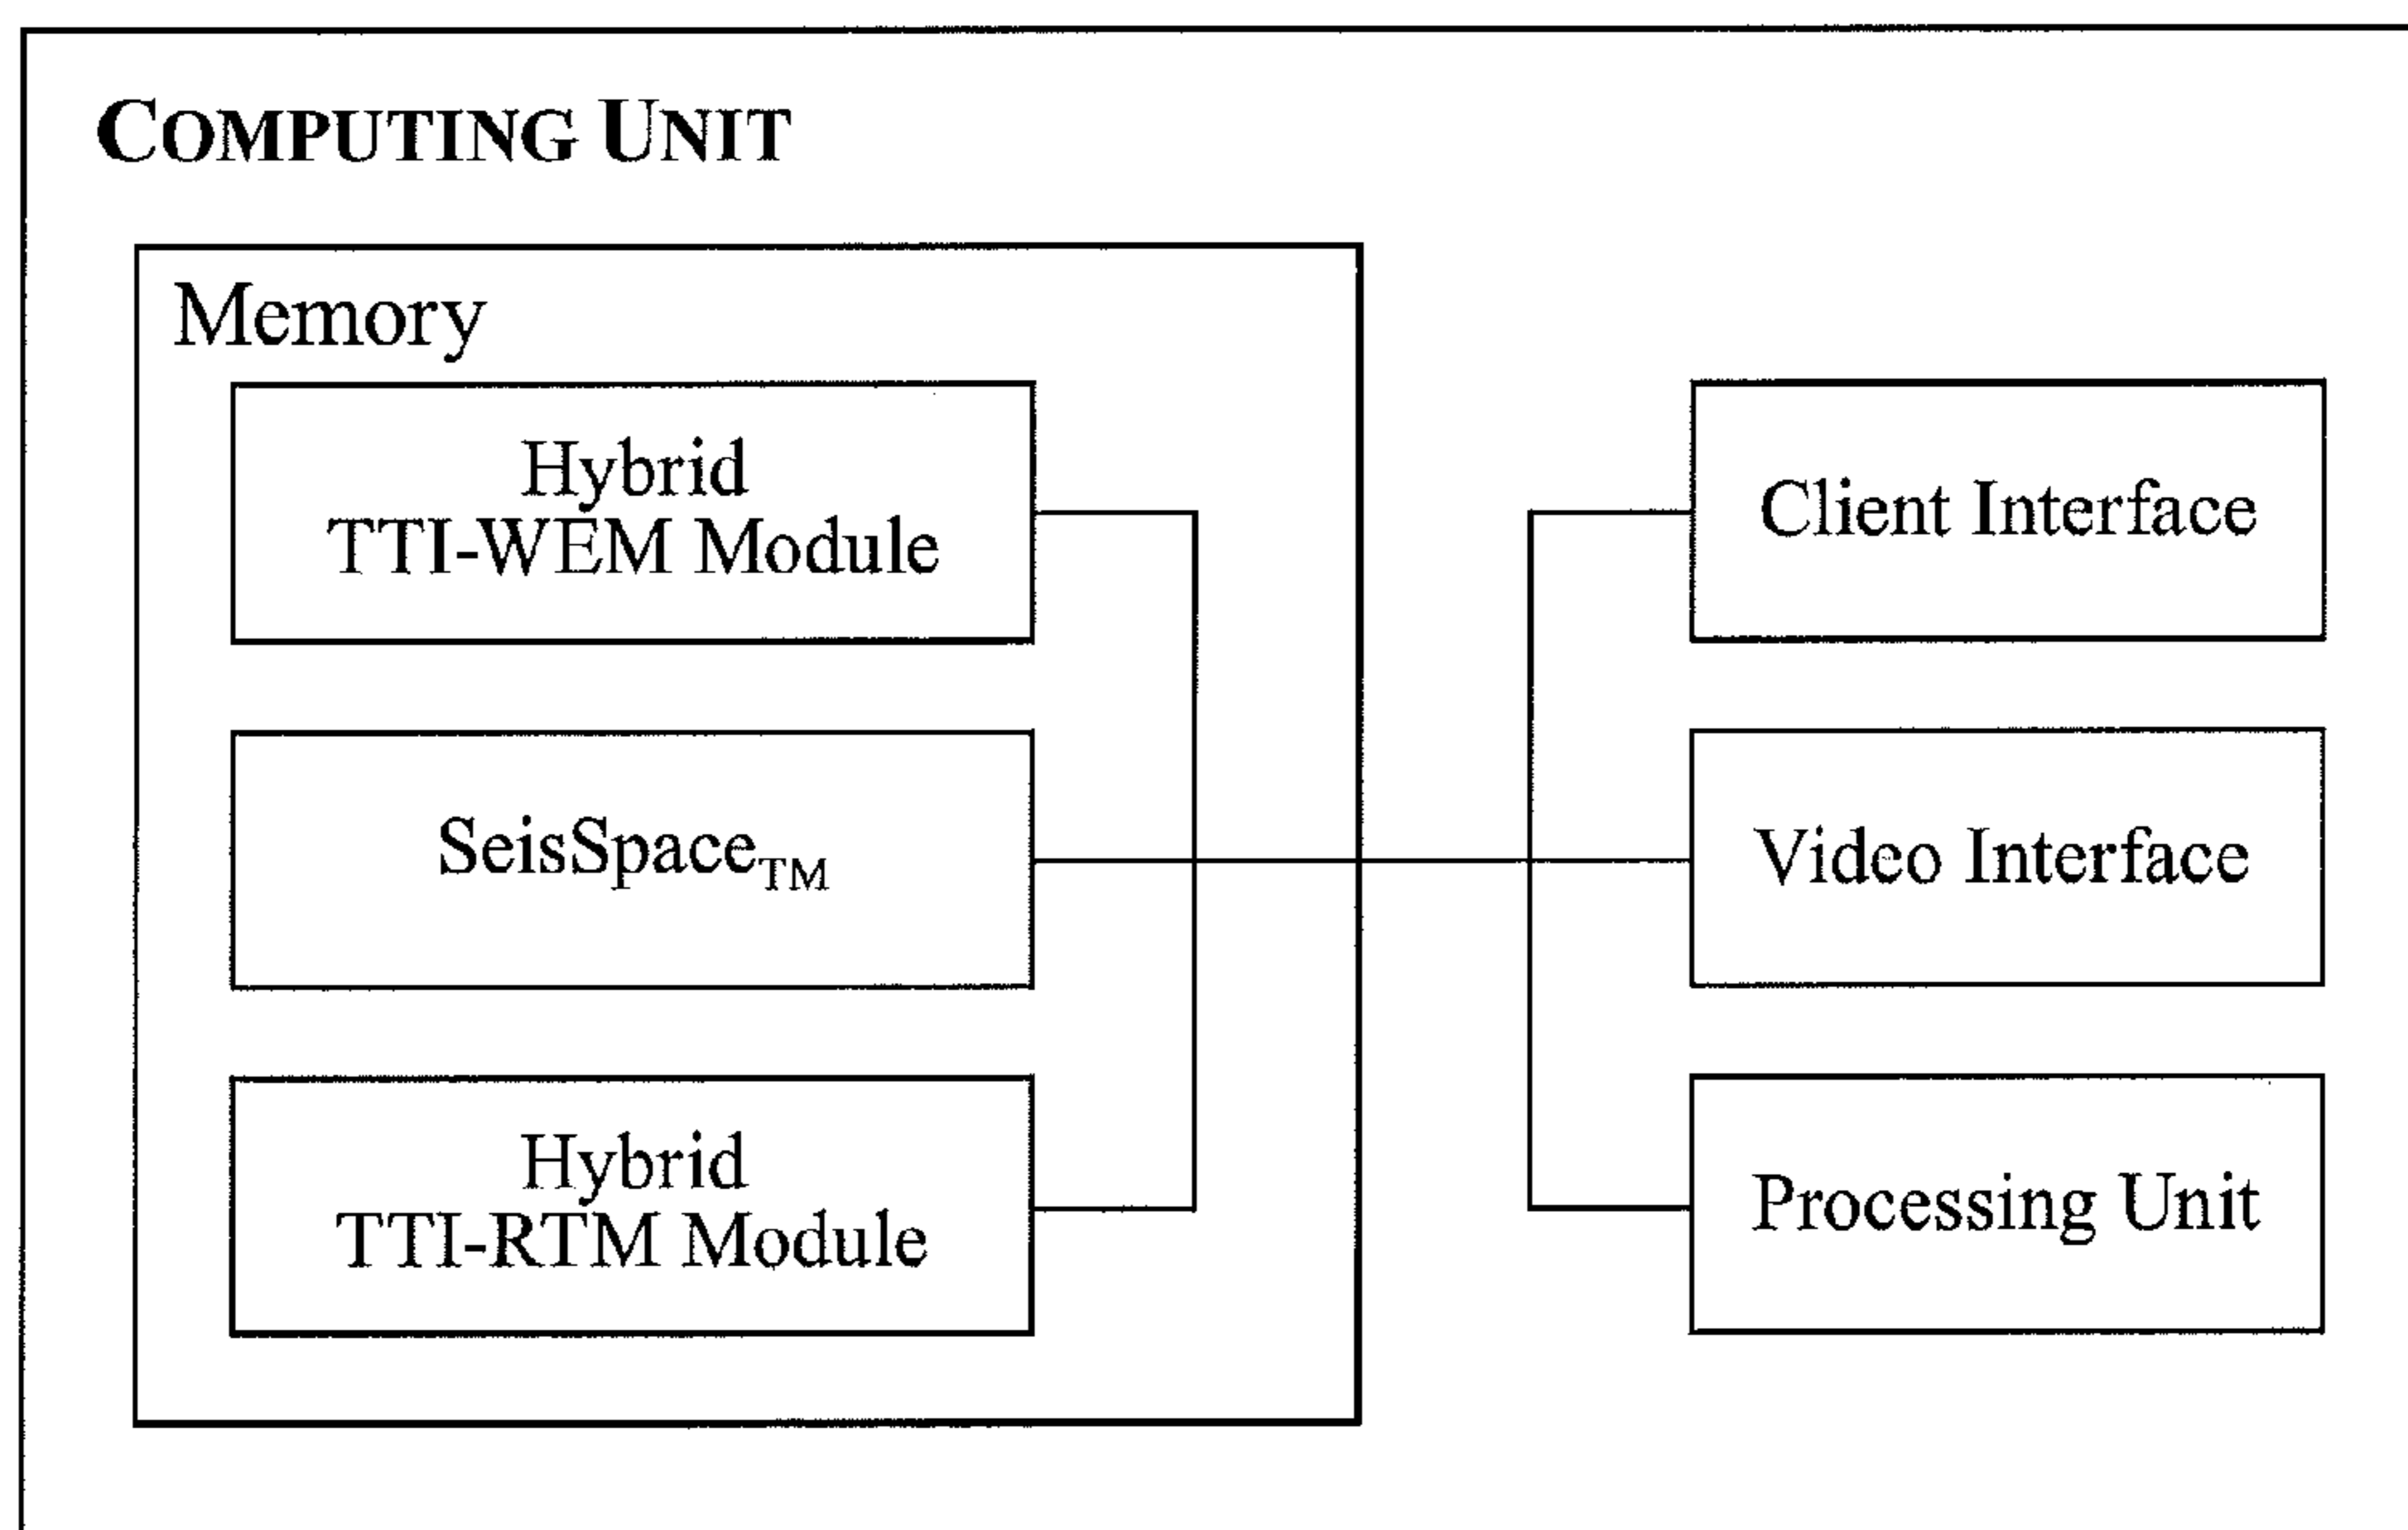 COMPUTING UNIT
Memory
Hybrid
TTI-WEM Module
SeisSpaceTM
Hybrid
TTI-RTM Module
Client Interface
Video Interface
Processing Unit